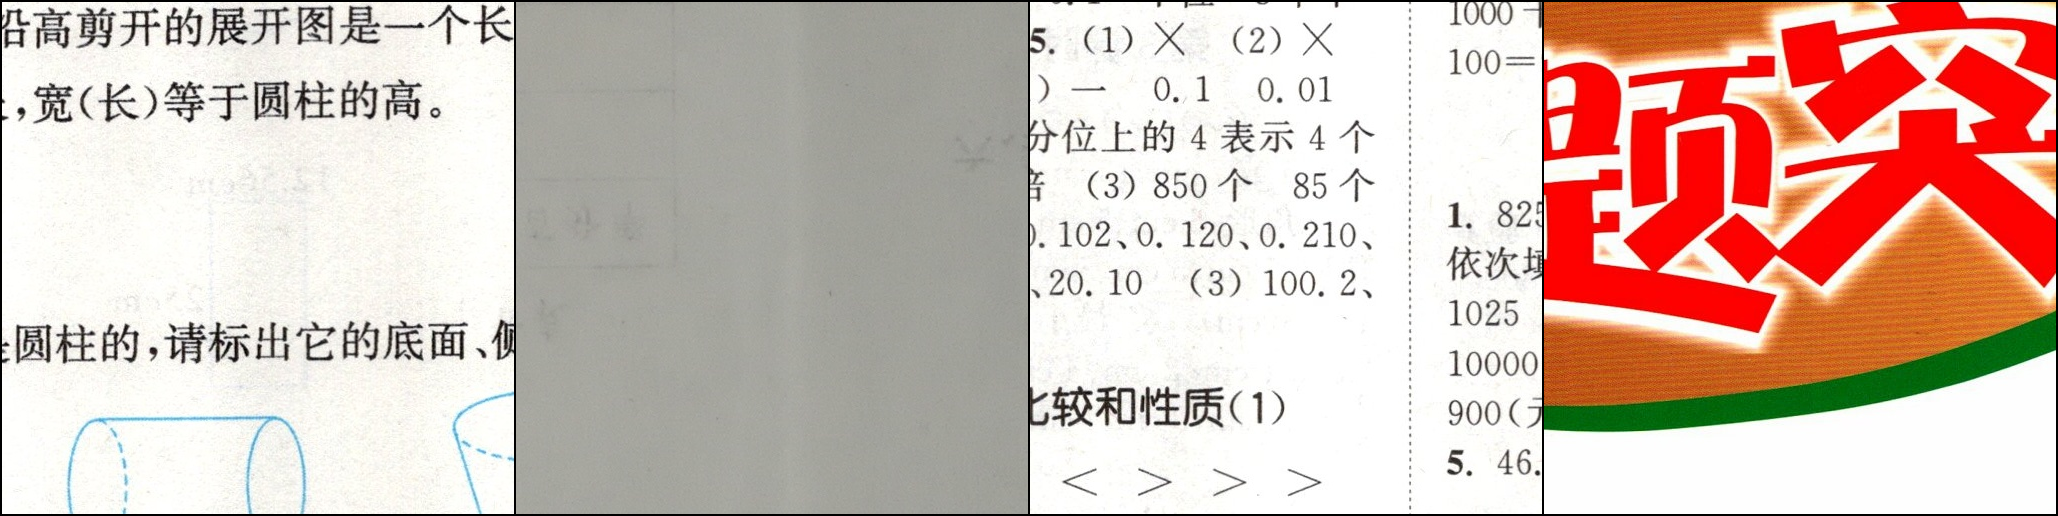 沿高剪开的展开图是一个长
,宽(长)等于圆柱的高。
是圆柱的,请标出它的底面、侧
5. (1) × (2) ×
) 一 0.1 0.01
分位上的 4 表示 4 个
倍 (3) 850 个 85 个
0.102、0.120、0.210、
、20.10 (3) 100.2、
比较和性质(1)
< > > >
1000
100=
1. 825
依次填
1025
10000
900(元
5. 46.
题突